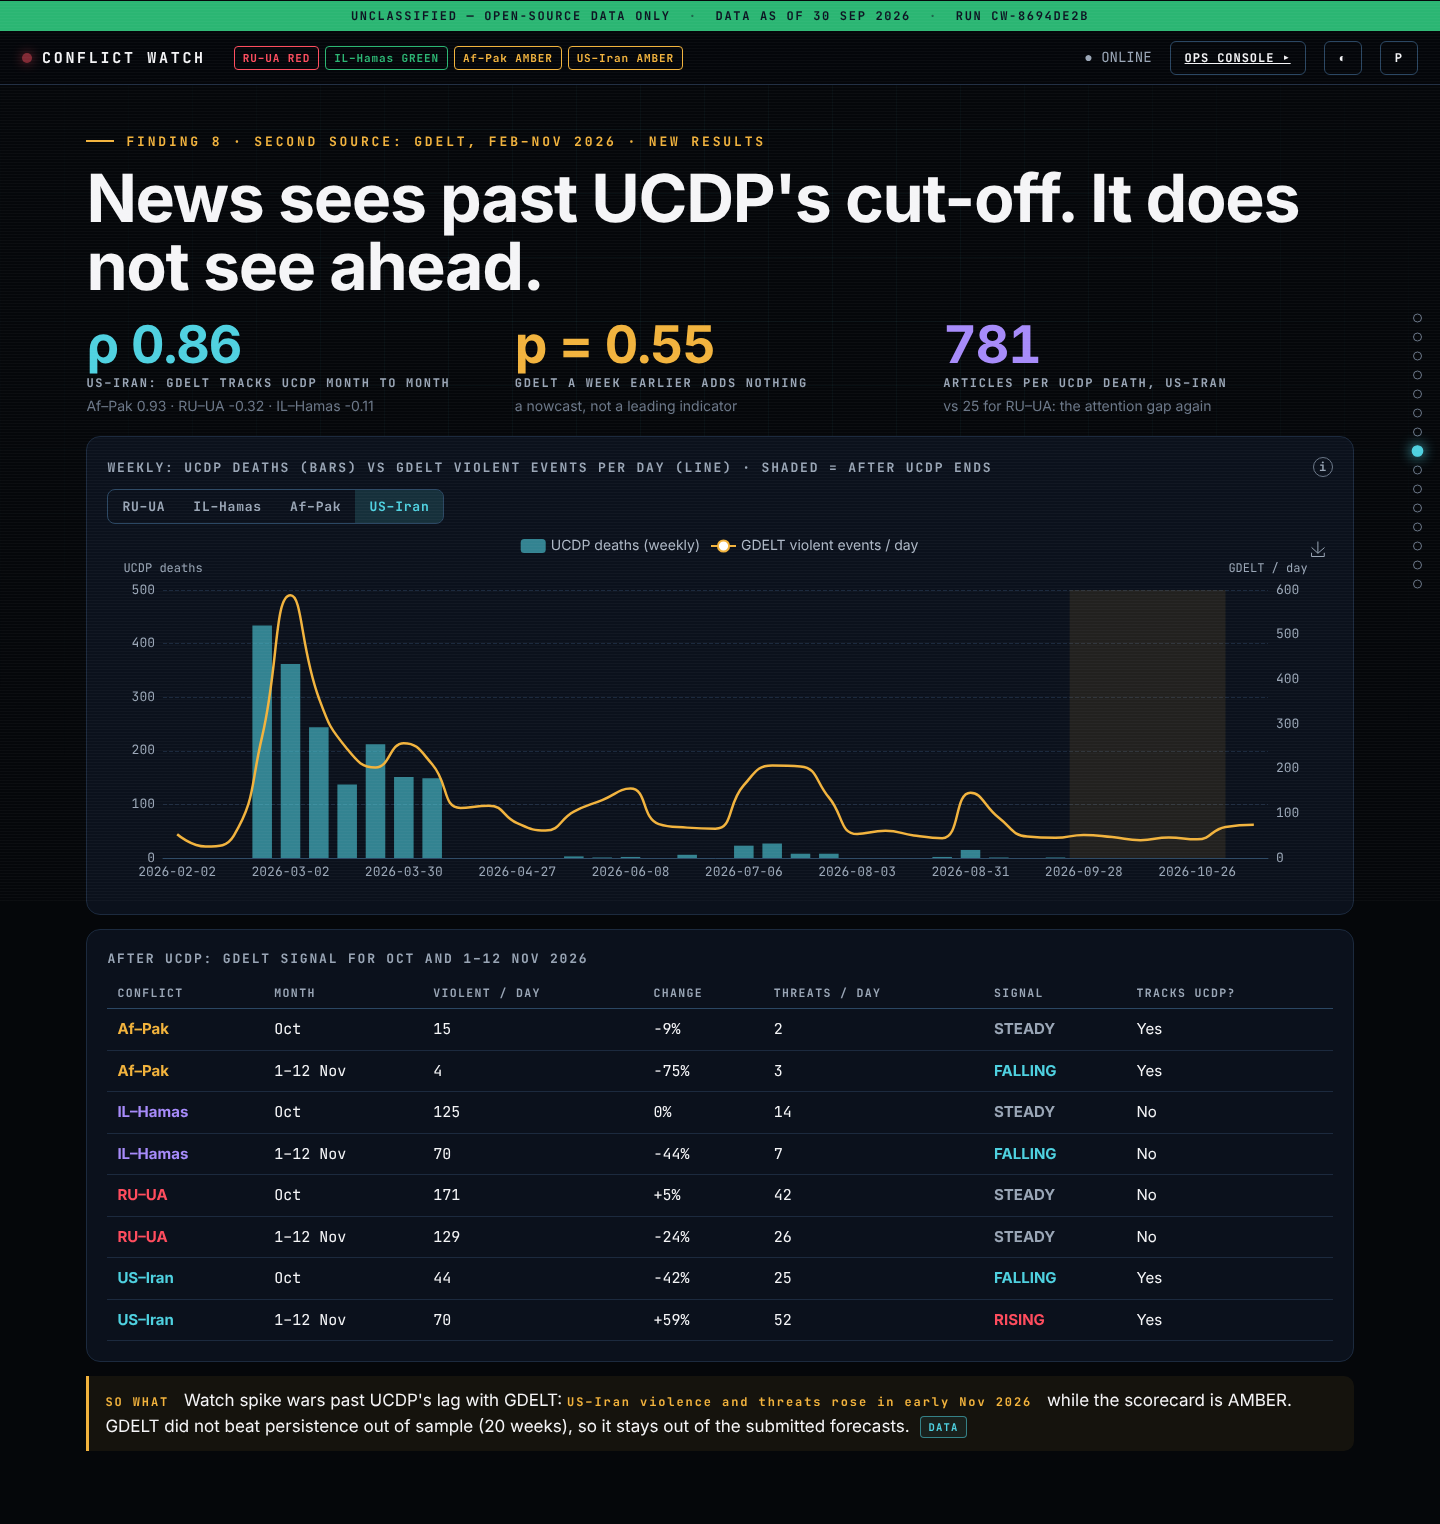 UNCLASSIFIED — OPEN-SOURCE DATA ONLY · DATA AS OF 30 SEP 2026 · RUN CW-8694DE2B
CONFLICT WATCH RU-UA RED IL-Hamas GREEN Af-Pak AMBER US-Iran AMBER ● ONLINE OPS CONSOLE ▸ P
FINDING 8 · SECOND SOURCE: GDELT, FEB–NOV 2026 · NEW RESULTS
News sees past UCDP's cut-off. It does
not see ahead.
ρ 0.86 p = 0.55 781
US–IRAN: GDELT TRACKS UCDP MONTH TO MONTH GDELT A WEEK EARLIER ADDS NOTHING ARTICLES PER UCDP DEATH, US–IRAN
Af–Pak 0.93 · RU–UA -0.32 · IL–Hamas -0.11 a nowcast, not a leading indicator vs 25 for RU–UA: the attention gap again
WEEKLY: UCDP DEATHS (BARS) VS GDELT VIOLENT EVENTS PER DAY (LINE) · SHADED = AFTER UCDP ENDS i
RU–UA IL–Hamas Af–Pak US–Iran
UCDP deaths (weekly) GDELT violent events / day
UCDP deaths GDELT / day
500 600
400 500
300 400
200 300
100 200
0 100
0
2026-02-02 2026-03-02 2026-03-30 2026-04-27 2026-06-08 2026-07-06 2026-08-03 2026-08-31 2026-09-28 2026-10-26
AFTER UCDP: GDELT SIGNAL FOR OCT AND 1–12 NOV 2026
CONFLICT MONTH VIOLENT / DAY CHANGE THREATS / DAY SIGNAL TRACKS UCDP?
Af–Pak Oct 15 -9% 2 STEADY Yes
Af–Pak 1–12 Nov 4 -75% 3 FALLING Yes
IL–Hamas Oct 125 0% 14 STEADY No
IL–Hamas 1–12 Nov 70 -44% 7 FALLING No
RU–UA Oct 171 +5% 42 STEADY No
RU–UA 1–12 Nov 129 -24% 26 STEADY No
US–Iran Oct 44 -42% 25 FALLING Yes
US–Iran 1–12 Nov 70 +59% 52 RISING Yes
SO WHAT Watch spike wars past UCDP's lag with GDELT: US–Iran violence and threats rose in early Nov 2026 while the scorecard is AMBER.
GDELT did not beat persistence out of sample (20 weeks), so it stays out of the submitted forecasts. DATA